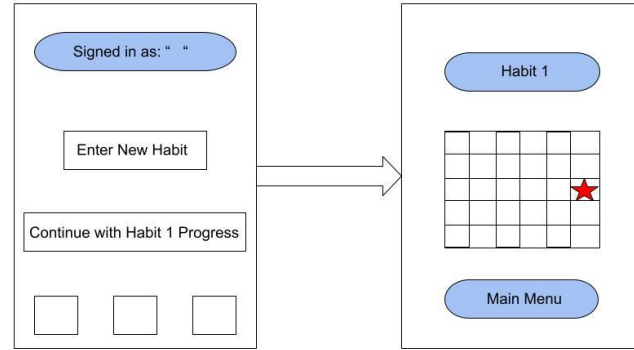 Signed in as: “  “
Enter New Habit
Continue with Habit 1 Progress
Habit 1
Main Menu